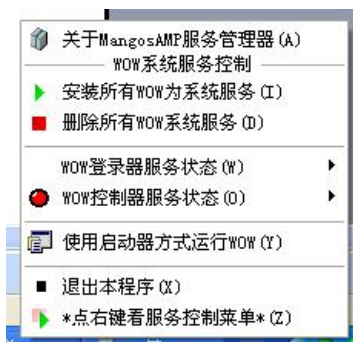 关于MangosAMP服务管理器(A)
WOW系统服务控制
安装所有WOW为系统服务(I)
删除所有WOW系统服务(D)
WOW登录器服务状态(W)
WOW控制器服务状态(O)
使用启动器方式运行WOW(Y)
退出本程序(X)
*点右键看服务控制菜单*(Z)